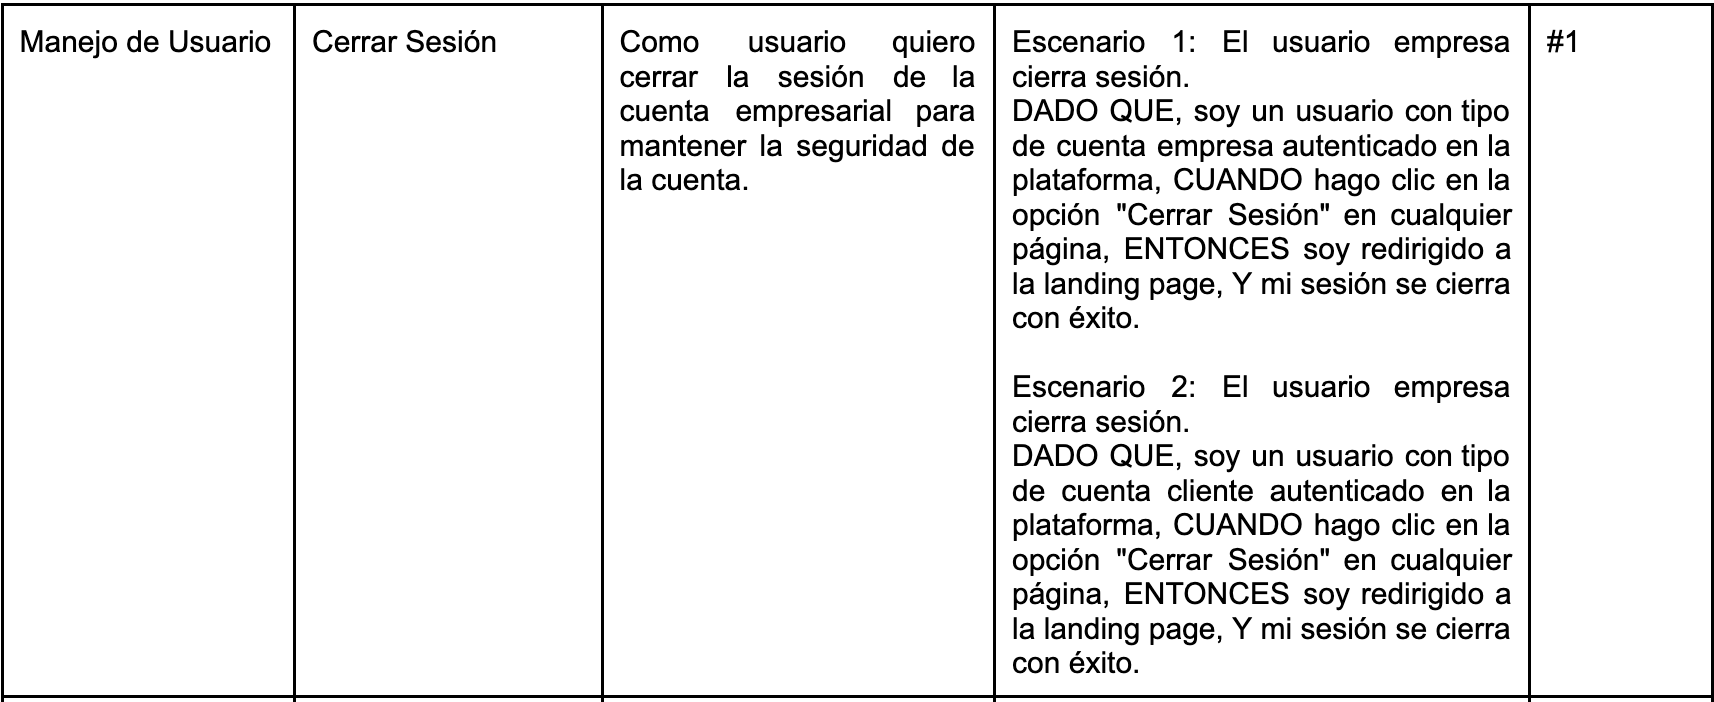 Manejo de Usuario
Cerrar Sesión
Como usuario quiero
cerrar la sesión de la
cuenta empresarial para
mantener la seguridad de
la cuenta.
Escenario 1: El usuario empresa
cierra sesión.
DADO QUE, soy un usuario con tipo
de cuenta empresa autenticado en la
plataforma, CUANDO hago clic en la
opción "Cerrar Sesión" en cualquier
página, ENTONCES soy redirigido a
la landing page, Y mi sesión se cierra
con éxito.
Escenario 2: El usuario empresa
cierra sesión.
DADO QUE, soy un usuario con tipo
de cuenta cliente autenticado en la
plataforma, CUANDO hago clic en la
opción "Cerrar Sesión" en cualquier
página, ENTONCES soy redirigido a
la landing page, Y mi sesión se cierra
con éxito.
#1